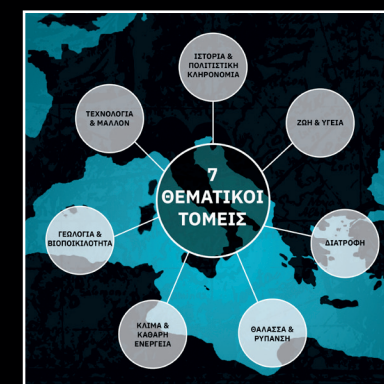 ΙΣΤΟΡΙΑ &
ΠΟΛΙΤΙΣΤΙΚΗ
ΚΛΗΡΟΝΟΜΙΑ
ΤΕΧΝΟΛΟΓΙΑ
& ΜΑΛΛΟΝ
ΖΩΗ & ΥΓΕΙΑ
7
ΘΕΜΑΤΙΚΟΙ
ΤΟΜΕΙΣ
ΓΕΩΛΟΓΙΑ &
ΒΙΟΠΟΙΚΙΛΟΤΗΤΑ
ΔΙΑΤΡΟΦΗ
ΚΛΙΜΑ &
ΚΑΘΑΡΗ
ΕΝΕΡΓΕΙΑ
ΘΑΛΑΣΣΑ &
ΡΥΠΑΝΣΗ